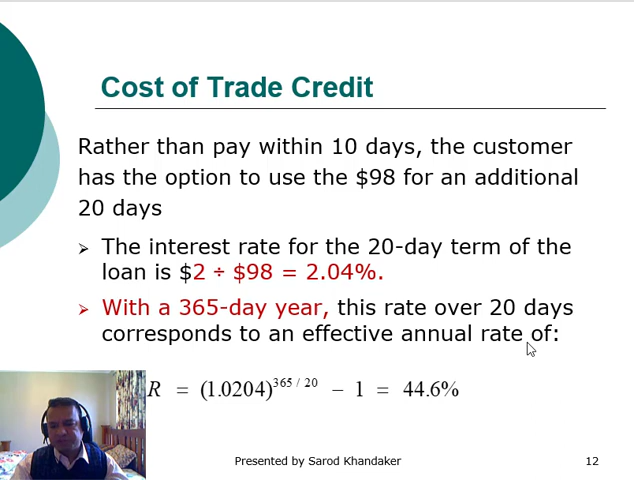 Cost of Trade Credit
Rather than pay within 10 days, the customer
has the option to use the $98 for an additional
20 days
➢ The interest rate for the 20-day term of the
loan is $2 ÷ $98 = 2.04%.
➢ With a 365-day year, this rate over 20 days
corresponds to an effective annual rate of:
R = (1.0204)^365 / 20 − 1 = 44.6%
Presented by Sarod Khandaker
12